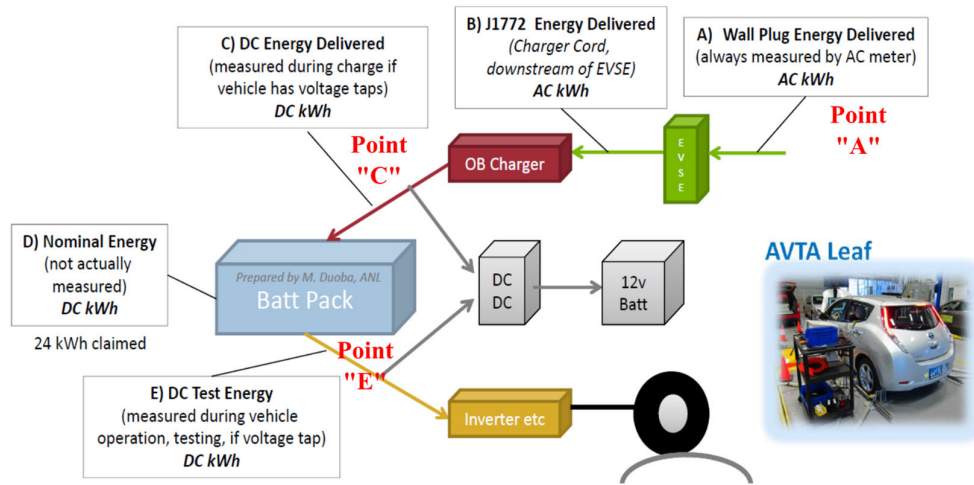 C) DC Energy Delivered
(measured during charge if
vehicle has voltage taps)
DC kWh
B) J1772 Energy Delivered
(Charger Cord,
downstream of EVSE)
AC kWh
A) Wall Plug Energy Delivered
(always measured by AC meter)
AC kWh
Point
"C"
Point
"A"
OB Charger
E
V
S
E
D) Nominal Energy
(not actually
measured)
DC kWh
24 kWh claimed
Prepared by M. Duoba, ANL
Batt Pack
DC
DC
12v
Batt
AVTA Leaf
Point
"E"
E) DC Test Energy
(measured during vehicle
operation, testing, if voltage tap)
DC kWh
Inverter etc